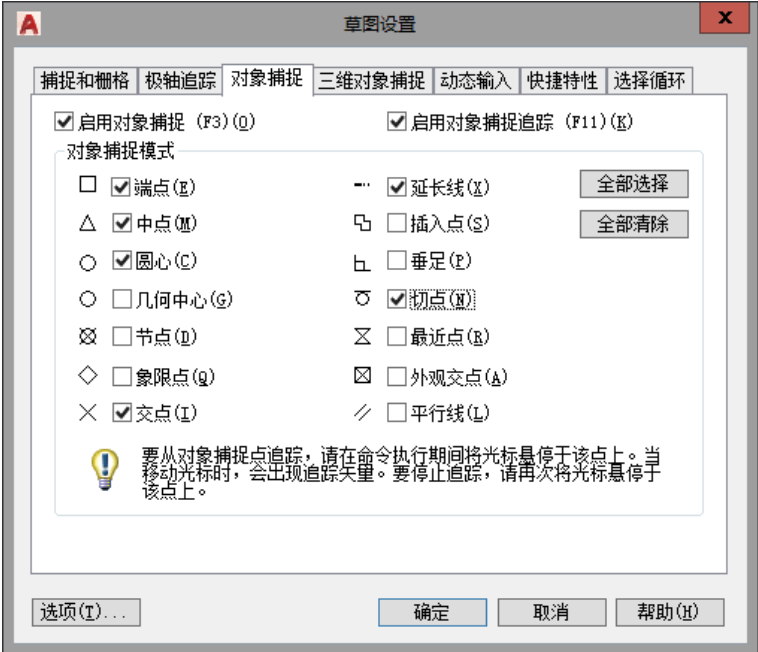 A 草图设置 x
捕捉和栅格 极轴追踪 对象捕捉 三维对象捕捉 动态输入 快捷特性 选择循环
启用对象捕捉 (F3)(O) 启用对象捕捉追踪 (F11)(K)
对象捕捉模式
端点(E) 延长线(X) 全部选择
中点(M) 插入点(S) 全部清除
圆心(C) 垂足(P)
几何中心(G) 切点(N)
节点(D) 最近点(R)
象限点(Q) 外观交点(A)
交点(I) 平行线(L)
要从对象捕捉点追踪，请在命令执行期间将光标悬停于该点上。当
移动光标时，会出现追踪矢量。要停止追踪，请再次将光标悬停于
该点上。
选项(T)... 确定 取消 帮助(H)